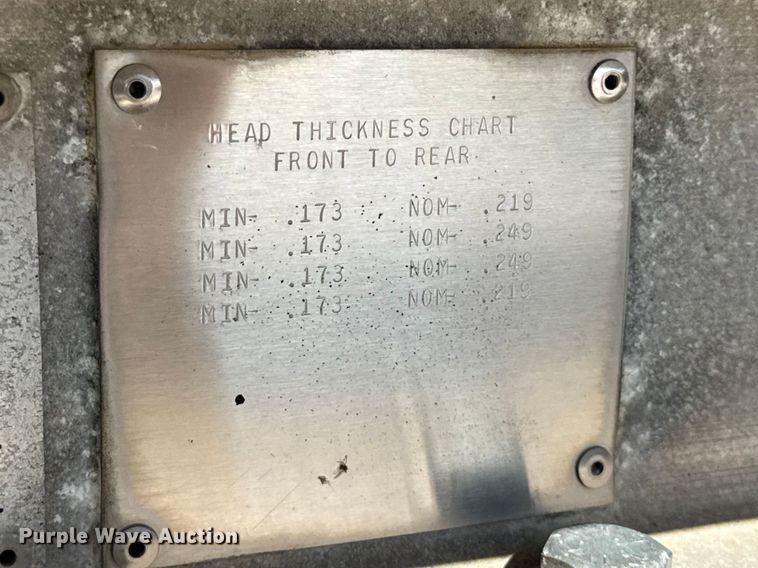 HEAD THICKNESS CHART
FRONT TO REAR
MIN- .173 NOM- .219
MIN- .173 NOM- .249
MIN- .173 NOM- .249
MIN- .173 NOM- .219
Purple Wave Auction